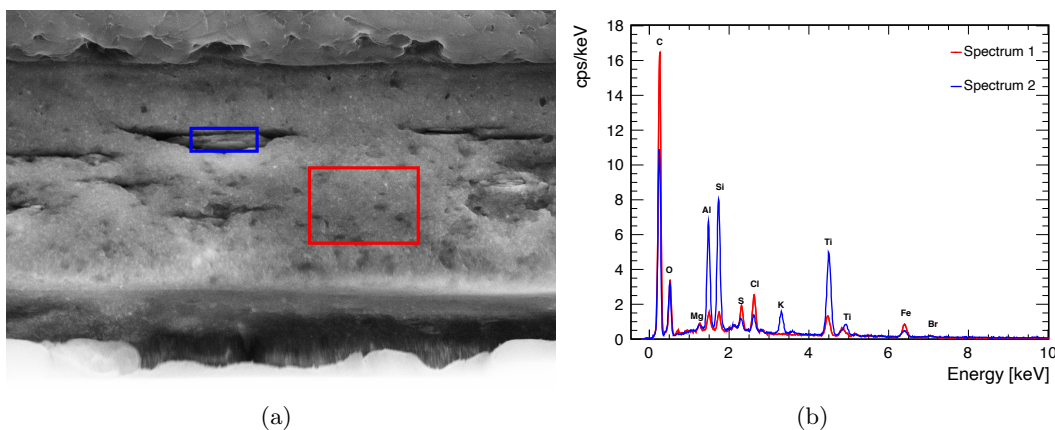 18
16
14
12
10
8
6
4
2
0
cps/keV
C
O
Mg
Al
Si
S
Cl
K
Ti
Ti
Fe
Br
Spectrum 1
Spectrum 2
0 2 4 6 8 10
Energy [keV]
(a) (b)